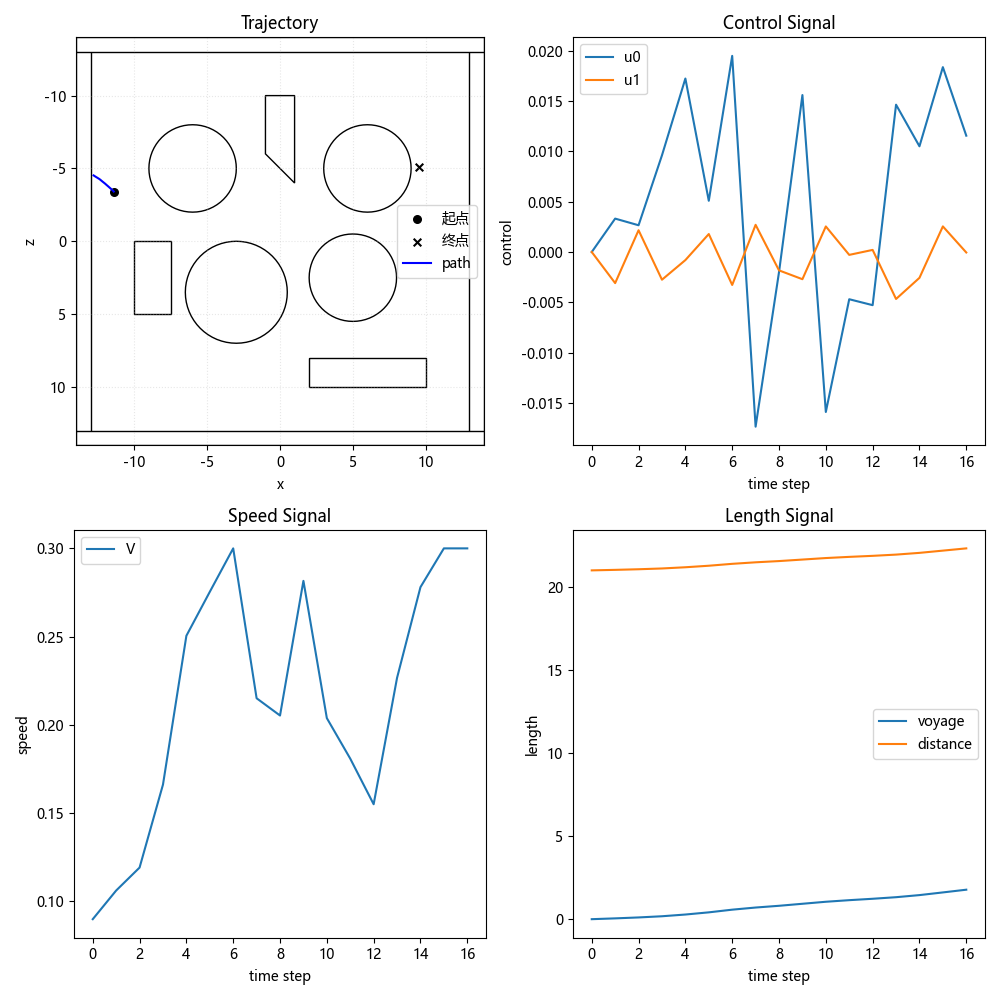 Trajectory
-10
-5
0
5
10
z
-10
-5
0
5
10
x
起点
终点
path
Control Signal
0.020
0.015
0.010
0.005
0.000
-0.005
-0.010
-0.015
control
0
2
4
6
8
10
12
14
16
time step
u0
u1
Speed Signal
0.30
0.25
0.20
0.15
0.10
speed
0
2
4
6
8
10
12
14
16
time step
V
Length Signal
20
15
10
5
0
length
0
2
4
6
8
10
12
14
16
time step
voyage
distance